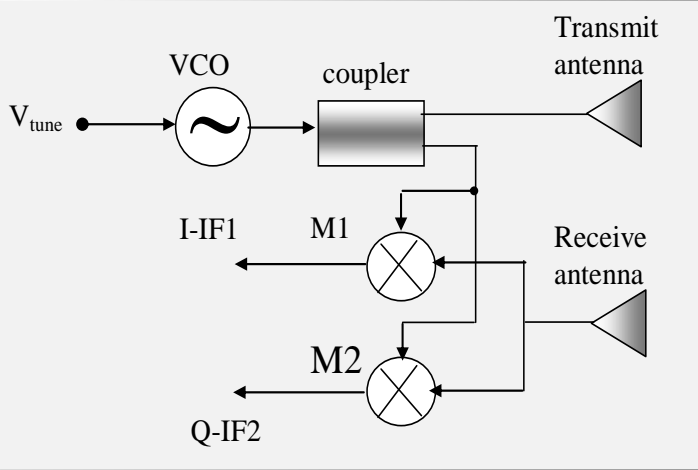 Transmit
antenna
VCO
coupler
Vtune
I-IF1
M1
Receive
antenna
M2
Q-IF2